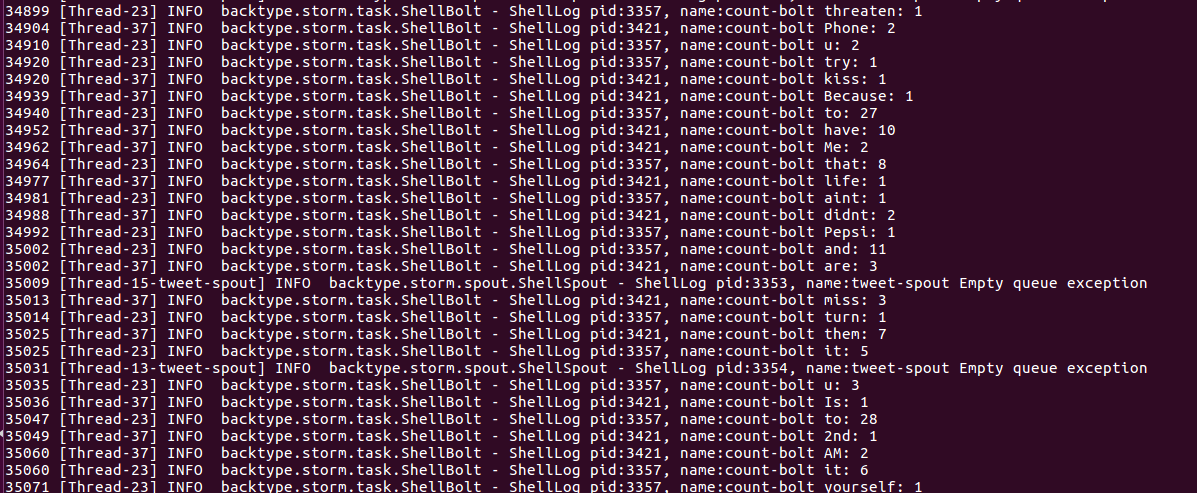 34899 [Thread-23] INFO  backtype.storm.task.ShellBolt - ShellLog pid:3357, name:count-bolt threaten: 1
34904 [Thread-37] INFO  backtype.storm.task.ShellBolt - ShellLog pid:3421, name:count-bolt Phone: 2
34910 [Thread-23] INFO  backtype.storm.task.ShellBolt - ShellLog pid:3357, name:count-bolt u: 2
34920 [Thread-23] INFO  backtype.storm.task.ShellBolt - ShellLog pid:3357, name:count-bolt try: 1
34920 [Thread-37] INFO  backtype.storm.task.ShellBolt - ShellLog pid:3421, name:count-bolt kiss: 1
34939 [Thread-37] INFO  backtype.storm.task.ShellBolt - ShellLog pid:3421, name:count-bolt Because: 1
34940 [Thread-23] INFO  backtype.storm.task.ShellBolt - ShellLog pid:3357, name:count-bolt to: 27
34952 [Thread-37] INFO  backtype.storm.task.ShellBolt - ShellLog pid:3421, name:count-bolt have: 10
34962 [Thread-37] INFO  backtype.storm.task.ShellBolt - ShellLog pid:3421, name:count-bolt Me: 2
34964 [Thread-23] INFO  backtype.storm.task.ShellBolt - ShellLog pid:3357, name:count-bolt that: 8
34977 [Thread-37] INFO  backtype.storm.task.ShellBolt - ShellLog pid:3421, name:count-bolt life: 1
34981 [Thread-23] INFO  backtype.storm.task.ShellBolt - ShellLog pid:3357, name:count-bolt aint: 1
34988 [Thread-37] INFO  backtype.storm.task.ShellBolt - ShellLog pid:3421, name:count-bolt didnt: 2
34992 [Thread-23] INFO  backtype.storm.task.ShellBolt - ShellLog pid:3357, name:count-bolt Pepsi: 1
35002 [Thread-23] INFO  backtype.storm.task.ShellBolt - ShellLog pid:3357, name:count-bolt and: 11
35002 [Thread-37] INFO  backtype.storm.task.ShellBolt - ShellLog pid:3421, name:count-bolt are: 3
35009 [Thread-15-tweet-spout] INFO  backtype.storm.spout.ShellSpout - ShellLog pid:3353, name:tweet-spout Empty queue exception
35013 [Thread-37] INFO  backtype.storm.task.ShellBolt - ShellLog pid:3421, name:count-bolt miss: 3
35014 [Thread-23] INFO  backtype.storm.task.ShellBolt - ShellLog pid:3357, name:count-bolt turn: 1
35025 [Thread-37] INFO  backtype.storm.task.ShellBolt - ShellLog pid:3421, name:count-bolt them: 7
35025 [Thread-23] INFO  backtype.storm.task.ShellBolt - ShellLog pid:3357, name:count-bolt it: 5
35031 [Thread-13-tweet-spout] INFO  backtype.storm.spout.ShellSpout - ShellLog pid:3354, name:tweet-spout Empty queue exception
35035 [Thread-23] INFO  backtype.storm.task.ShellBolt - ShellLog pid:3357, name:count-bolt u: 3
35036 [Thread-37] INFO  backtype.storm.task.ShellBolt - ShellLog pid:3421, name:count-bolt Is: 1
35047 [Thread-23] INFO  backtype.storm.task.ShellBolt - ShellLog pid:3357, name:count-bolt to: 28
35049 [Thread-37] INFO  backtype.storm.task.ShellBolt - ShellLog pid:3421, name:count-bolt 2nd: 1
35060 [Thread-37] INFO  backtype.storm.task.ShellBolt - ShellLog pid:3421, name:count-bolt AM: 2
35060 [Thread-23] INFO  backtype.storm.task.ShellBolt - ShellLog pid:3357, name:count-bolt it: 6
35071 [Thread-23] INFO  backtype.storm.task.ShellBolt - ShellLog pid:3357, name:count-bolt yourself: 1